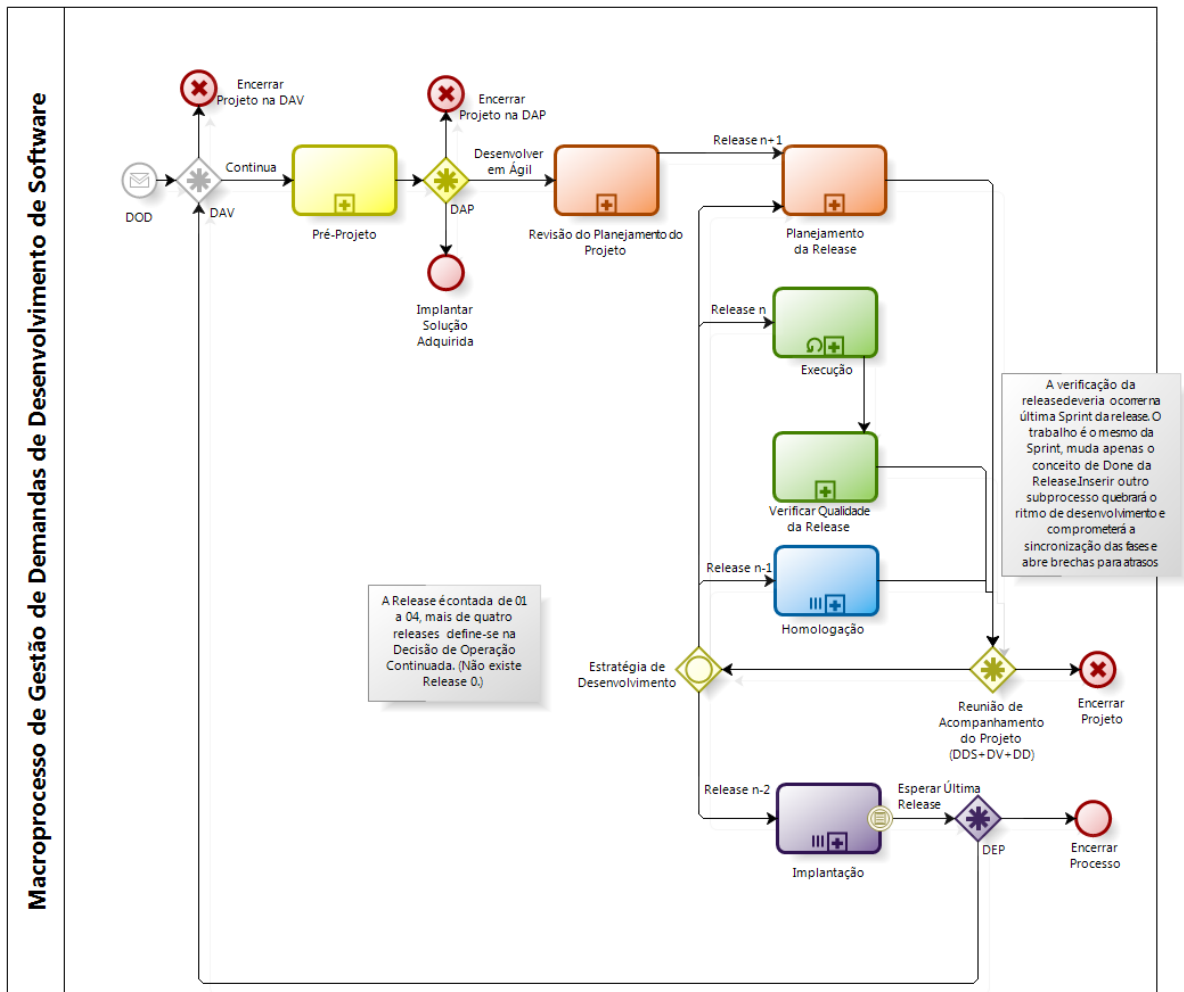 Macroprocesso de Gestão de Demandas de Desenvolvimento de Software
Encerrar
Projeto na DAV
Encerrar
Projeto na DAP
DOD
DAV
Continua
Pré-Projeto
DAP
Desenvolver
em Ágil
Implantar
Solução
Adquirida
Revisão do Planejamento do
Projeto
Release n+1
Planejamento
da Release
Release n
Execução
Verificar Qualidade
da Release
A verificação da
releasedeveria ocorrer na
última Sprint da release. O
trabalho é o mesmo da
Sprint, muda apenas o
conceito de Done da
Release.Inserir outro
subprocesso quebrará o
ritmo de desenvolvimento e
comprometerá a
sincronização das fases e
abre brechas para atrasos
Release n-1
Homologação
A Release é contada de 01
a 04, mais de quatro
releases define-se na
Decisão de Operação
Continuada. (Não existe
Release 0.)
Estratégia de
Desenvolvimento
Reunião de
Acompanhamento
do Projeto
(DDS+DV+DD)
Encerrar
Projeto
Release n-2
Implantação
Esperar Última
Release
DEP
Encerrar
Processo